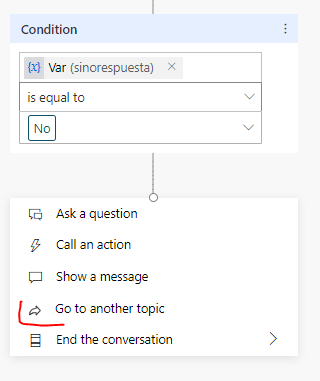 Condition
{x} Var (sinorespuesta)
is equal to
No
Ask a question
Call an action
Show a message
Go to another topic
End the conversation